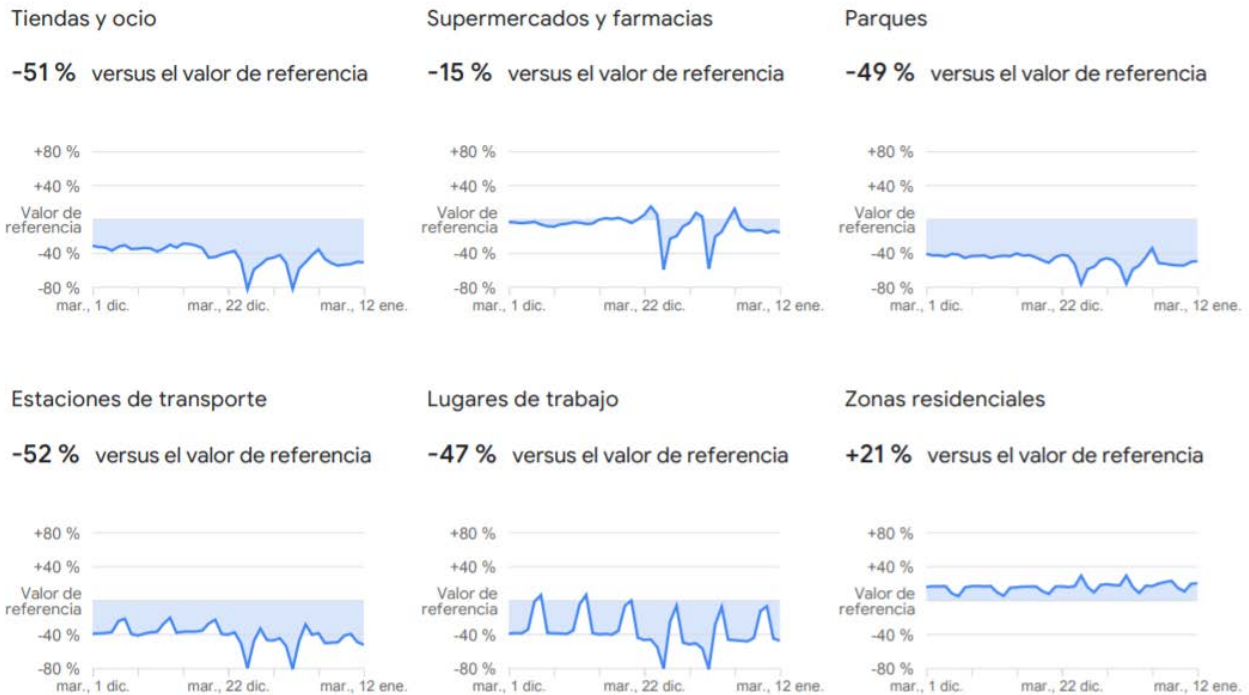 Tiendas y ocio
-51 % versus el valor de referencia
+80 %
+40 %
Valor de
referencia
-40 %
-80 %
mar., 1 dic. mar., 22 dic. mar., 12 ene.
Supermercados y farmacias
-15 % versus el valor de referencia
+80 %
+40 %
Valor de
referencia
-40 %
-80 %
mar., 1 dic. mar., 22 dic. mar., 12 ene.
Parques
-49 % versus el valor de referencia
+80 %
+40 %
Valor de
referencia
-40 %
-80 %
mar., 1 dic. mar., 22 dic. mar., 12 ene.
Estaciones de transporte
-52 % versus el valor de referencia
+80 %
+40 %
Valor de
referencia
-40 %
-80 %
mar., 1 dic. mar., 22 dic. mar., 12 ene.
Lugares de trabajo
-47 % versus el valor de referencia
+80 %
+40 %
Valor de
referencia
-40 %
-80 %
mar., 1 dic. mar., 22 dic. mar., 12 ene.
Zonas residenciales
+21 % versus el valor de referencia
+80 %
+40 %
Valor de
referencia
-40 %
-80 %
mar., 1 dic. mar., 22 dic. mar., 12 ene.